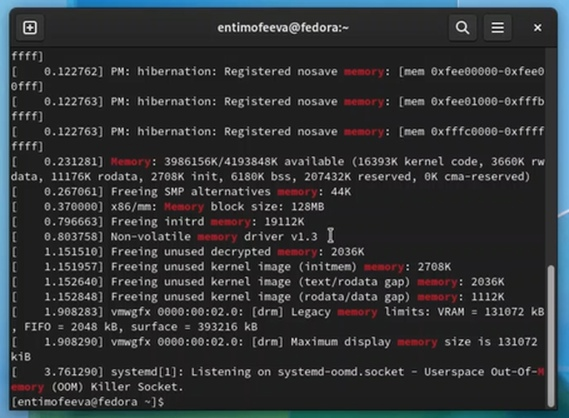 entimofeeva@fedora:~
ffff]
[    0.122762] PM: hibernation: Registered nosave memory: [mem 0xfee00000-0xfee0
0fff]
[    0.122763] PM: hibernation: Registered nosave memory: [mem 0xfee01000-0xfffb
ffff]
[    0.122763] PM: hibernation: Registered nosave memory: [mem 0xfffc0000-0xffff
ffff]
[    0.231281] Memory: 3986156K/4193848K available (16393K kernel code, 3660K rw
data, 11176K rodata, 2708K init, 6180K bss, 207432K reserved, 0K cma-reserved)
[    0.267061] Freeing SMP alternatives memory: 44K
[    0.370000] x86/mm: Memory block size: 128MB
[    0.796663] Freeing initrd memory: 19112K
[    0.803758] Non-volatile memory driver v1.3
[    1.151510] Freeing unused decrypted memory: 2036K
[    1.151957] Freeing unused kernel image (initmem) memory: 2708K
[    1.152640] Freeing unused kernel image (text/rodata gap) memory: 2036K
[    1.152848] Freeing unused kernel image (rodata/data gap) memory: 1112K
[    1.908283] vmwgfx 0000:00:02.0: [drm] Legacy memory limits: VRAM = 131072 kB
, FIFO = 2048 kB, surface = 393216 kB
[    1.908290] vmwgfx 0000:00:02.0: [drm] Maximum display memory size is 131072
kiB
[    3.761290] systemd[1]: Listening on systemd-oomd.socket - Userspace Out-Of-M
emory (OOM) Killer Socket.
[entimofeeva@fedora ~]$